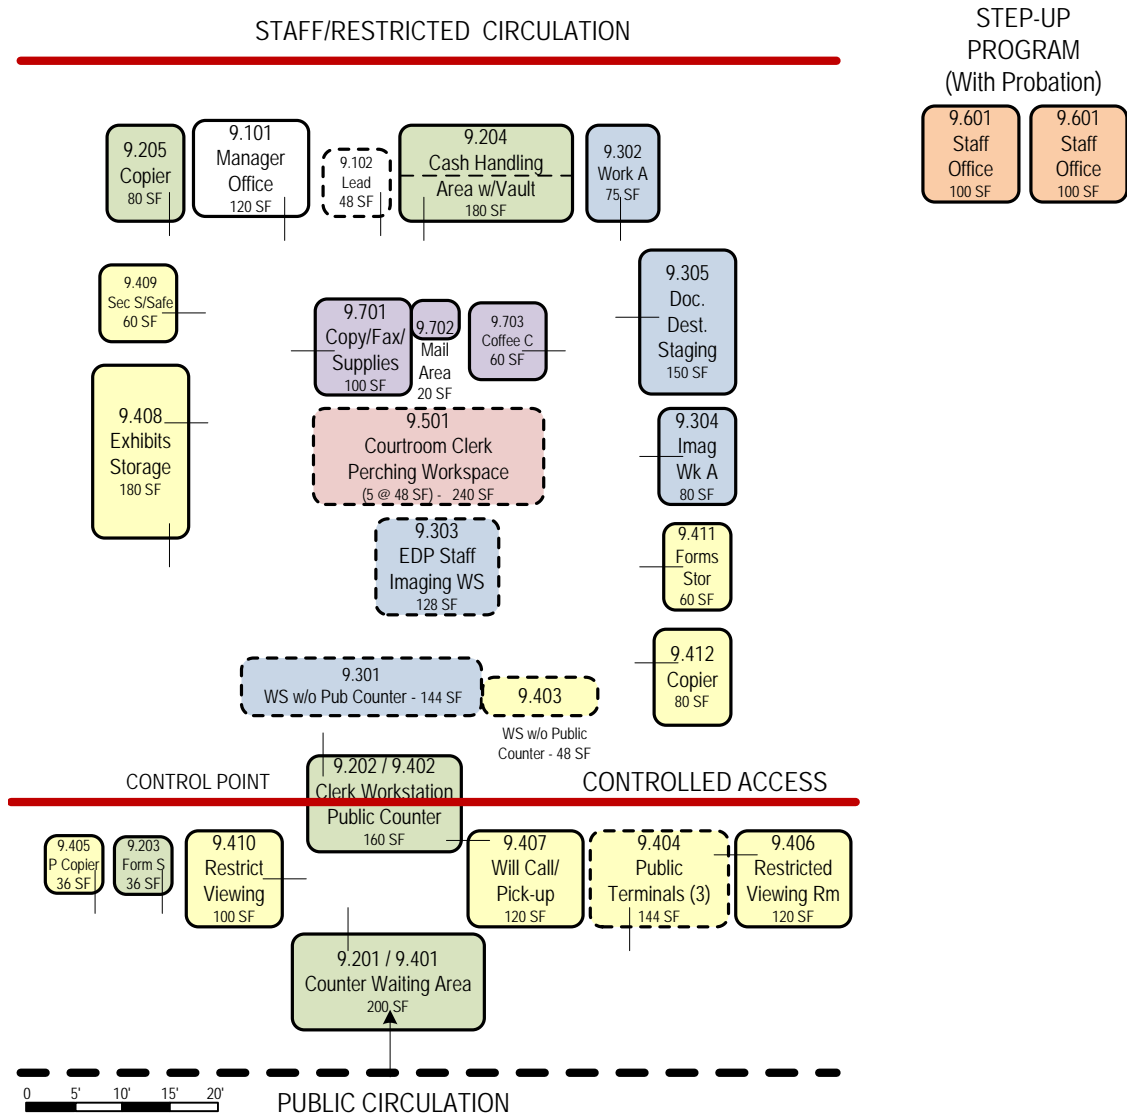 STAFF/RESTRICTED CIRCULATION
STEP-UP
PROGRAM
(With Probation)
9.205
Copier
80 SF
9.101
Manager
Office
120 SF
9.102
Lead
48 SF
9.204
Cash Handling
Area w/Vault
180 SF
9.302
Work A
75 SF
9.601
Staff
Office
100 SF
9.601
Staff
Office
100 SF
9.409
Sec S/Safe
60 SF
9.701
Copy/Fax/
Supplies
100 SF
9.702
Mail
Area
20 SF
9.703
Coffee C
60 SF
9.305
Doc.
Dest.
Staging
150 SF
9.408
Exhibits
Storage
180 SF
9.501
Courtroom Clerk
Perching Workspace
(5 @ 48 SF) - 240 SF
9.304
Imag
Wk A
80 SF
9.303
EDP Staff
Imaging WS
128 SF
9.411
Forms
Stor
60 SF
9.301
WS w/o Pub Counter - 144 SF
9.403
WS w/o Public
Counter - 48 SF
9.412
Copier
80 SF
CONTROL POINT
9.202 / 9.402
Clerk Workstation
Public Counter
160 SF
CONTROLLED ACCESS
9.405
P Copier
36 SF
9.203
Form S
36 SF
9.410
Restrict
Viewing
100 SF
9.407
Will Call/
Pick-up
120 SF
9.404
Public
Terminals (3)
144 SF
9.406
Restricted
Viewing Rm
120 SF
9.201 / 9.401
Counter Waiting Area
200 SF
0 5' 10' 15' 20'
PUBLIC CIRCULATION